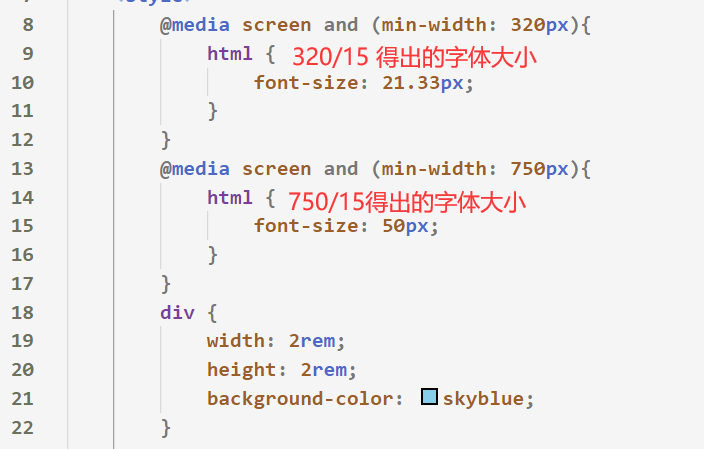 7 <style>
8 @media screen and (min-width: 320px){
9 html { 320/15 得出的字体大小
10 font-size: 21.33px;
11 }
12 }
13 @media screen and (min-width: 750px){
14 html { 750/15得出的字体大小
15 font-size: 50px;
16 }
17 }
18 div {
19 width: 2rem;
20 height: 2rem;
21 background-color: skyblue;
22 }